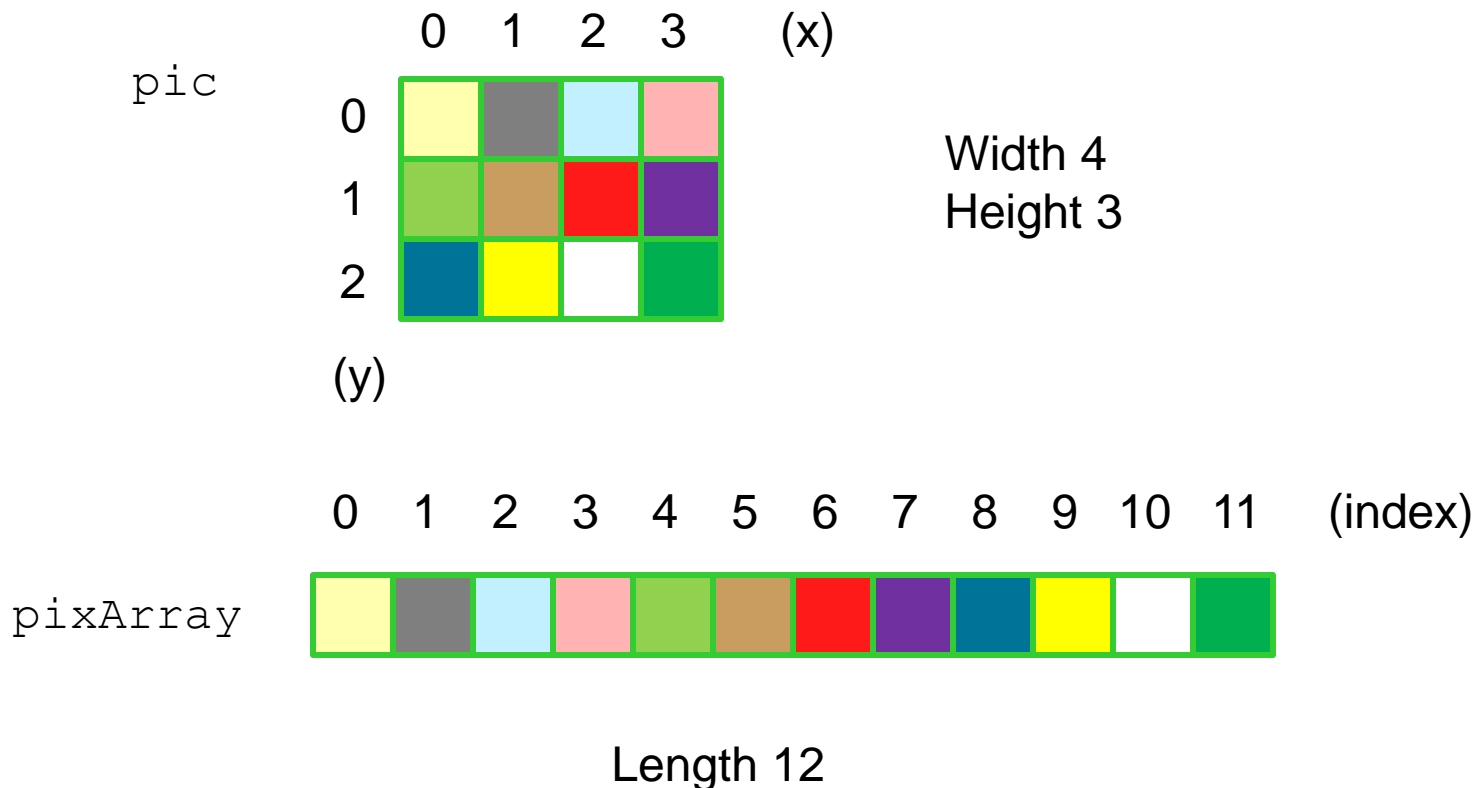 0 1 2 3 (x)
pic
0
Width 4
1
Height 3
2
(y)
0 1 2 3 4 5 6 7 8 9 10 11 (index)
pixArray
Length 12